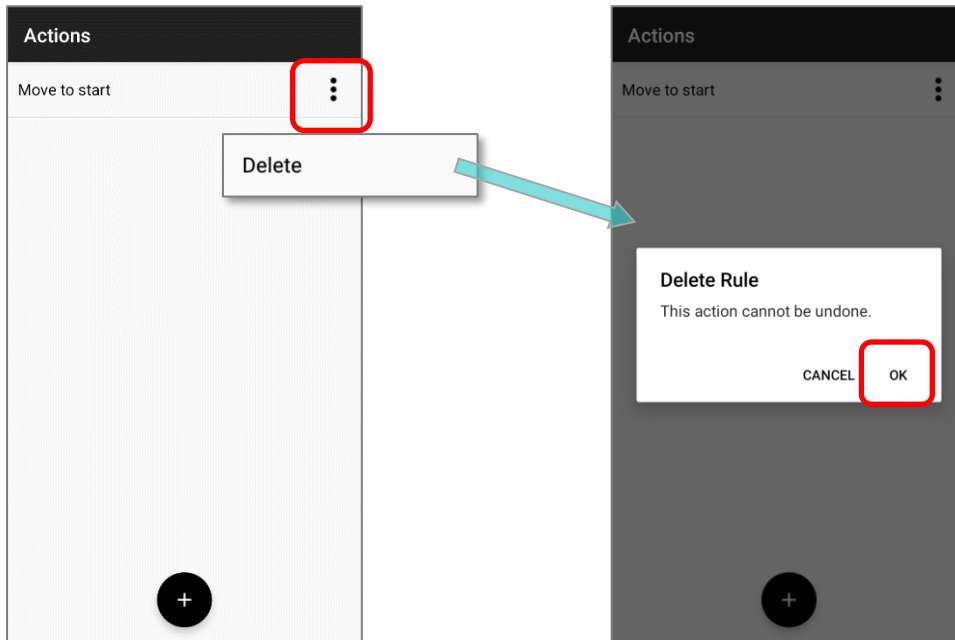 Actions
Move to start
Delete
+
Actions
Move to start
Delete Rule
This action cannot be undone.
CANCEL OK
+